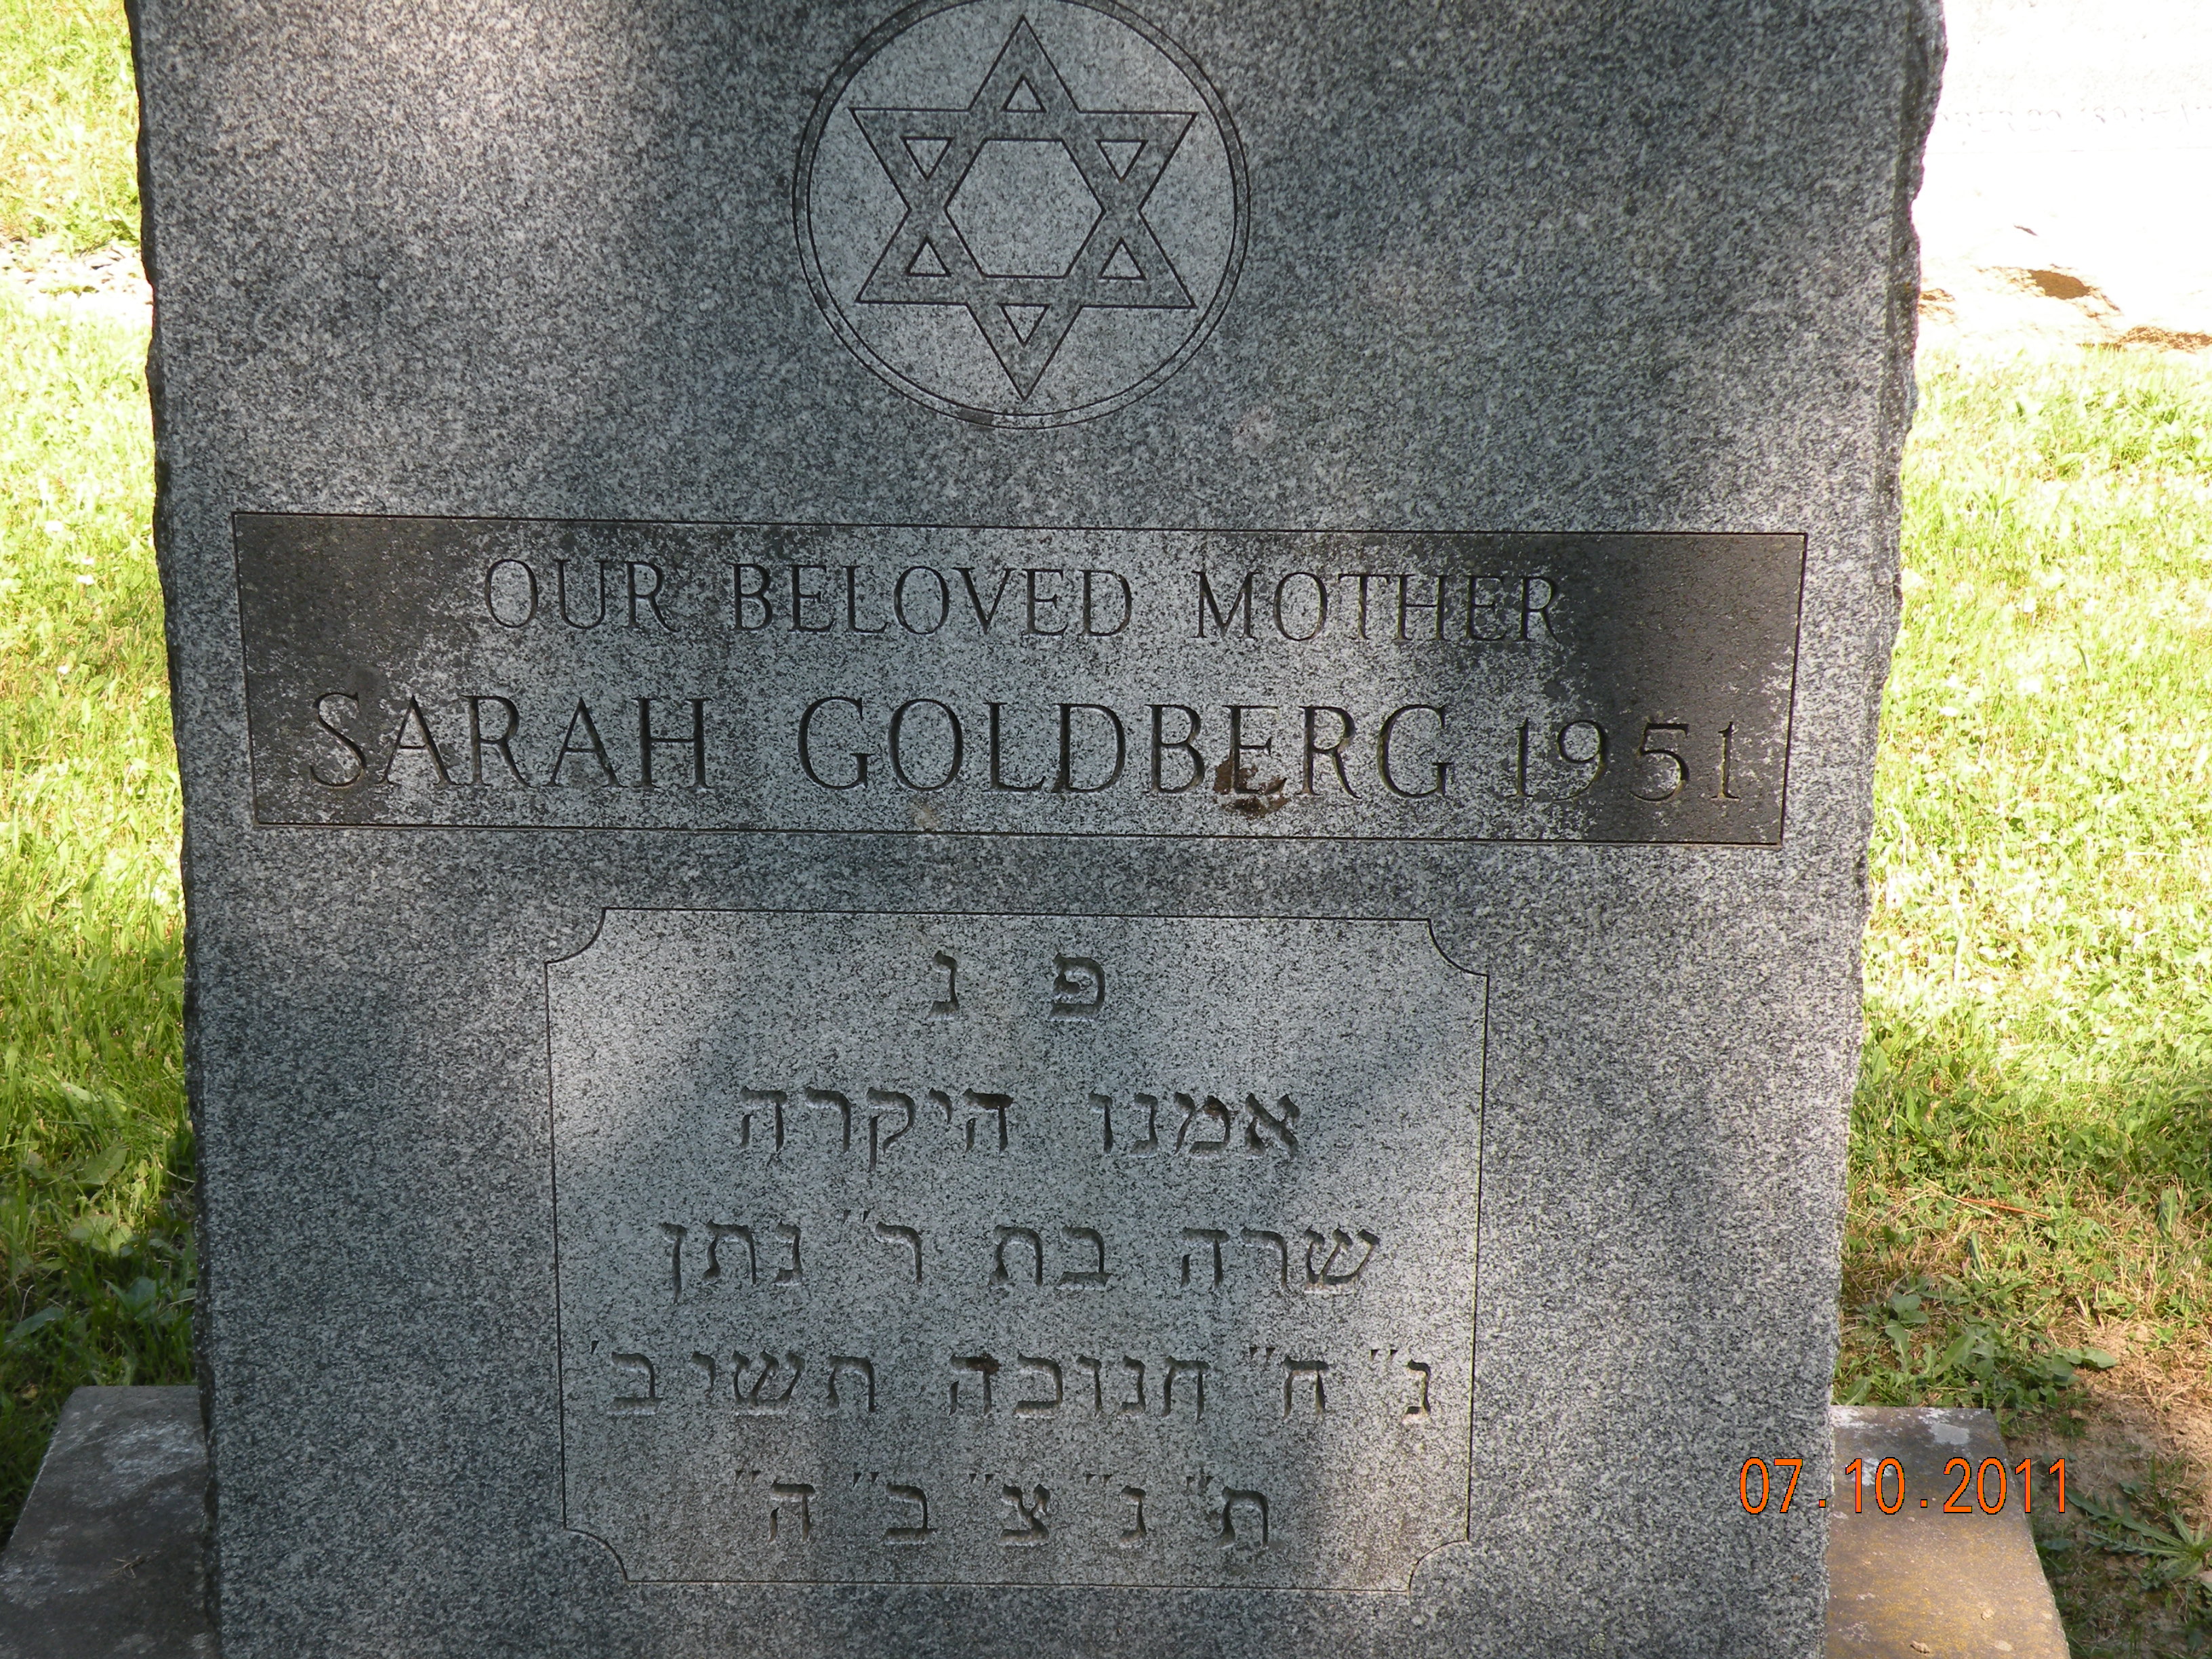 OUR BELOVED MOTHER
SARAH GOLDBERG 1951
פ נ
אמנו היקרה
שרה בת ר״ נתן
נ״ ח״ חנוכה תשיב׳
ת״ נ״ צ״ ב״ ה״
07.10.2011